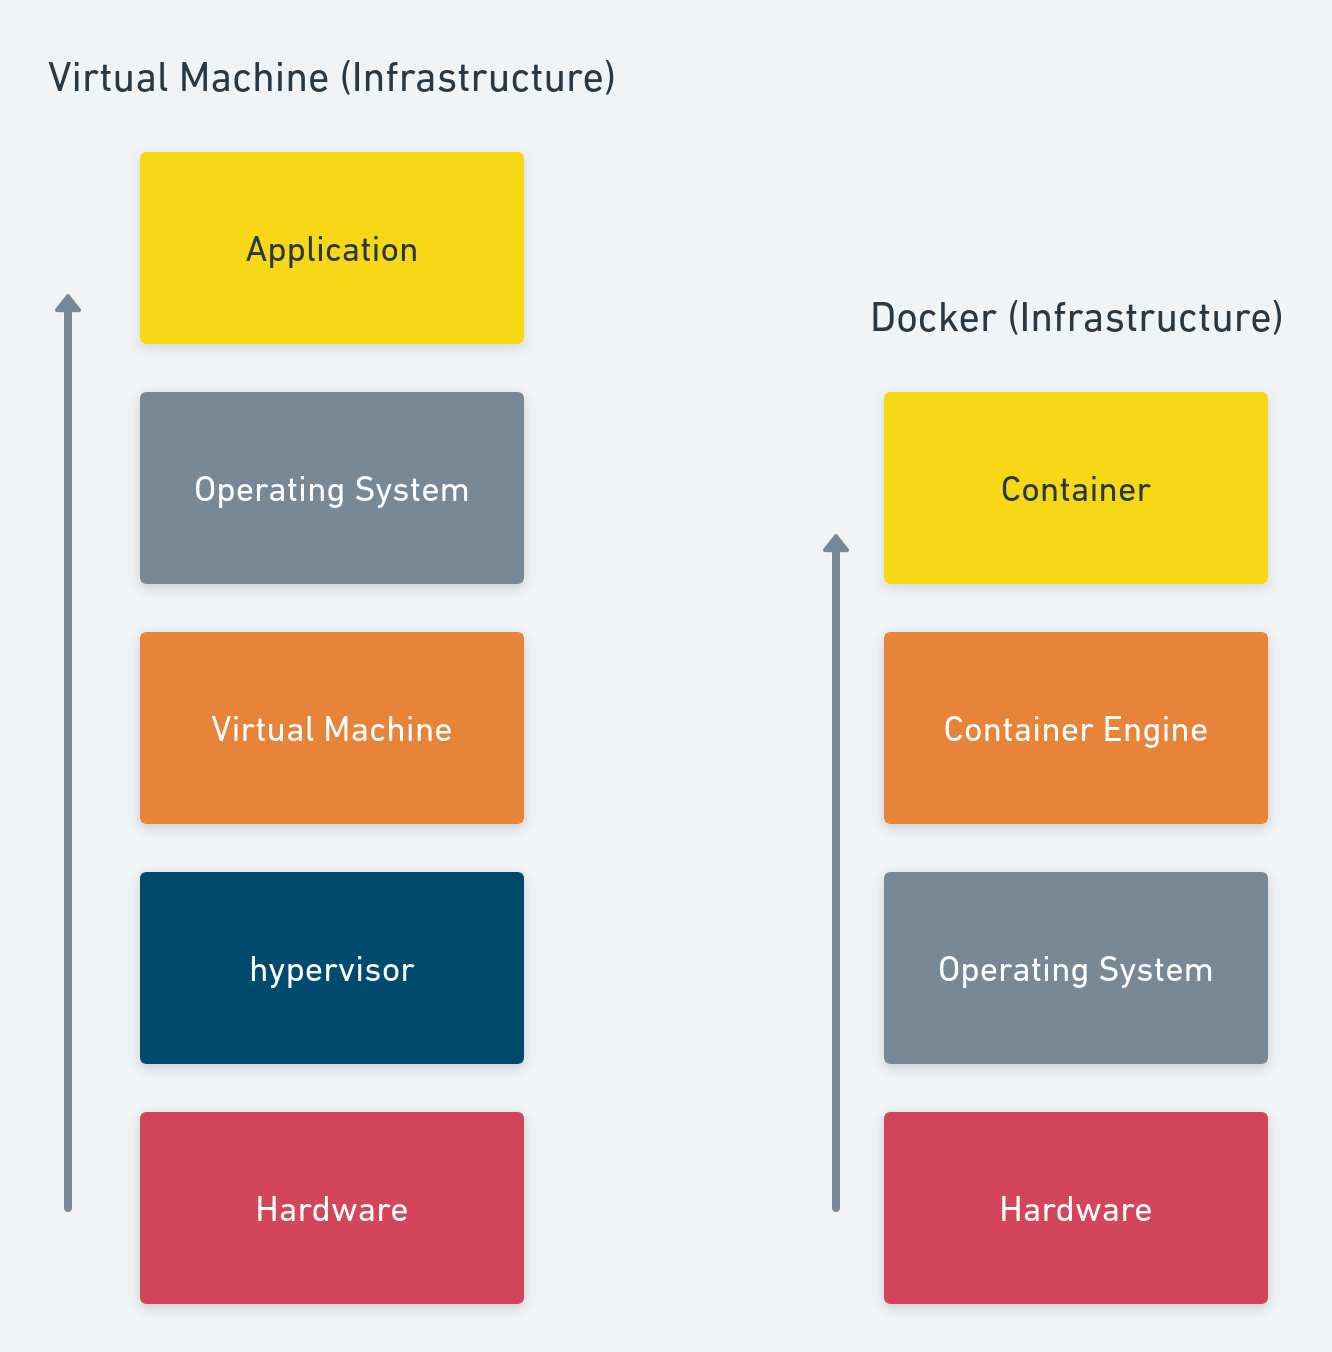 Virtual Machine (Infrastructure)
Application
Operating System
Virtual Machine
hypervisor
Hardware
Docker (Infrastructure)
Container
Container Engine
Operating System
Hardware